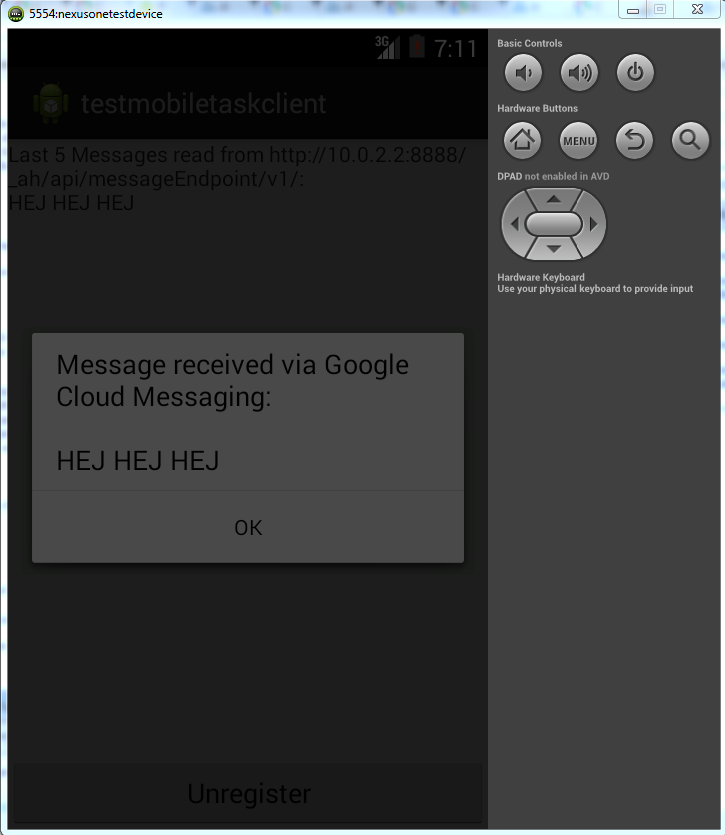 5554:nexusonetestdevice
3G 7:11
testmobiletaskclient
Last 5 Messages read from http://10.0.2.2:8888/
_ah/api/messageEndpoint/v1/:
HEJ HEJ HEJ
Message received via Google
Cloud Messaging:
HEJ HEJ HEJ
OK
Unregister
Basic Controls
Hardware Buttons
MENU
DPAD not enabled in AVD
Hardware Keyboard
Use your physical keyboard to provide input